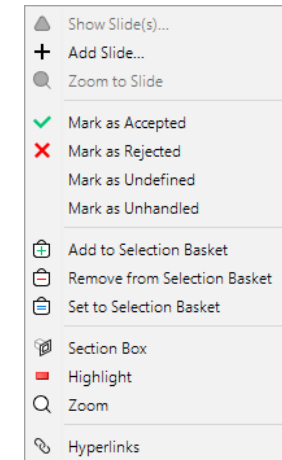 Show Slide(s)...
Add Slide...
Zoom to Slide
Mark as Accepted
Mark as Rejected
Mark as Undefined
Mark as Unhandled
Add to Selection Basket
Remove from Selection Basket
Set to Selection Basket
Section Box
Highlight
Zoom
Hyperlinks